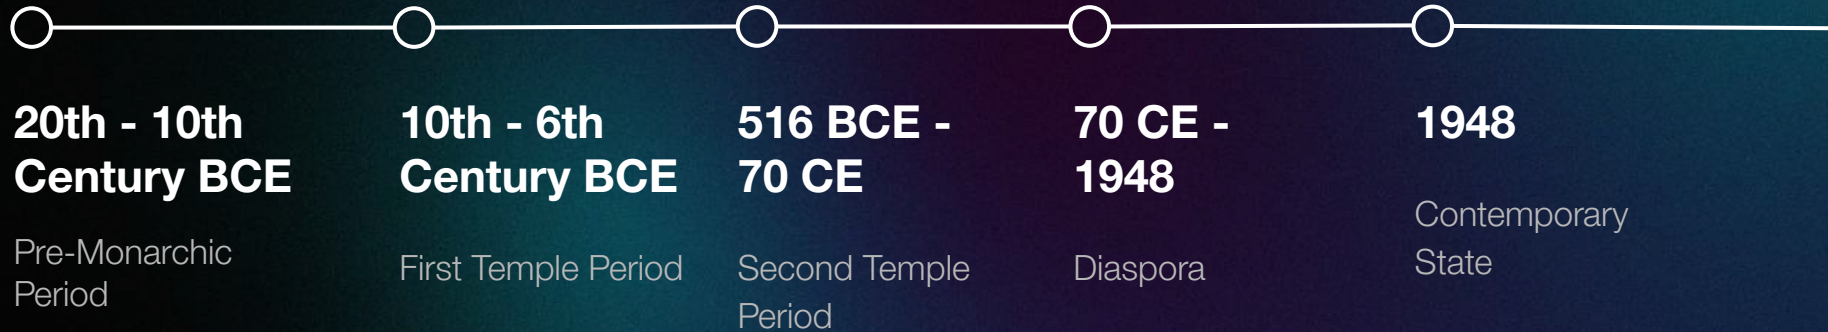 20th - 10th
Century BCE
Pre-Monarchic
Period
10th - 6th
Century BCE
First Temple Period
516 BCE -
70 CE
Second Temple
Period
70 CE -
1948
Diaspora
1948
Contemporary
State